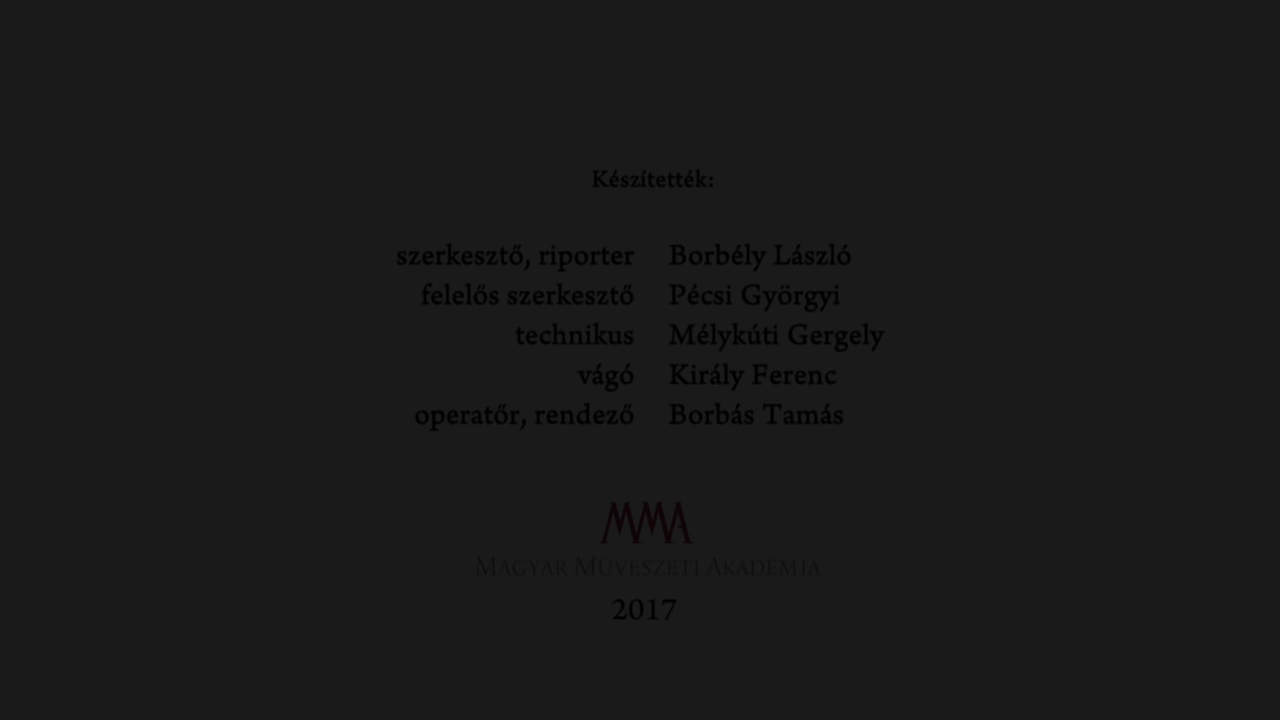 Készítették:
szerkesztő, riporter Borbély László
felelős szerkesztő Pécsi Györgyi
technikus Mélykúti Gergely
vágó Király Ferenc
operatőr, rendező Borbás Tamás
MMA
MAGYAR MŰVÉSZETI AKADÉMIA
2017